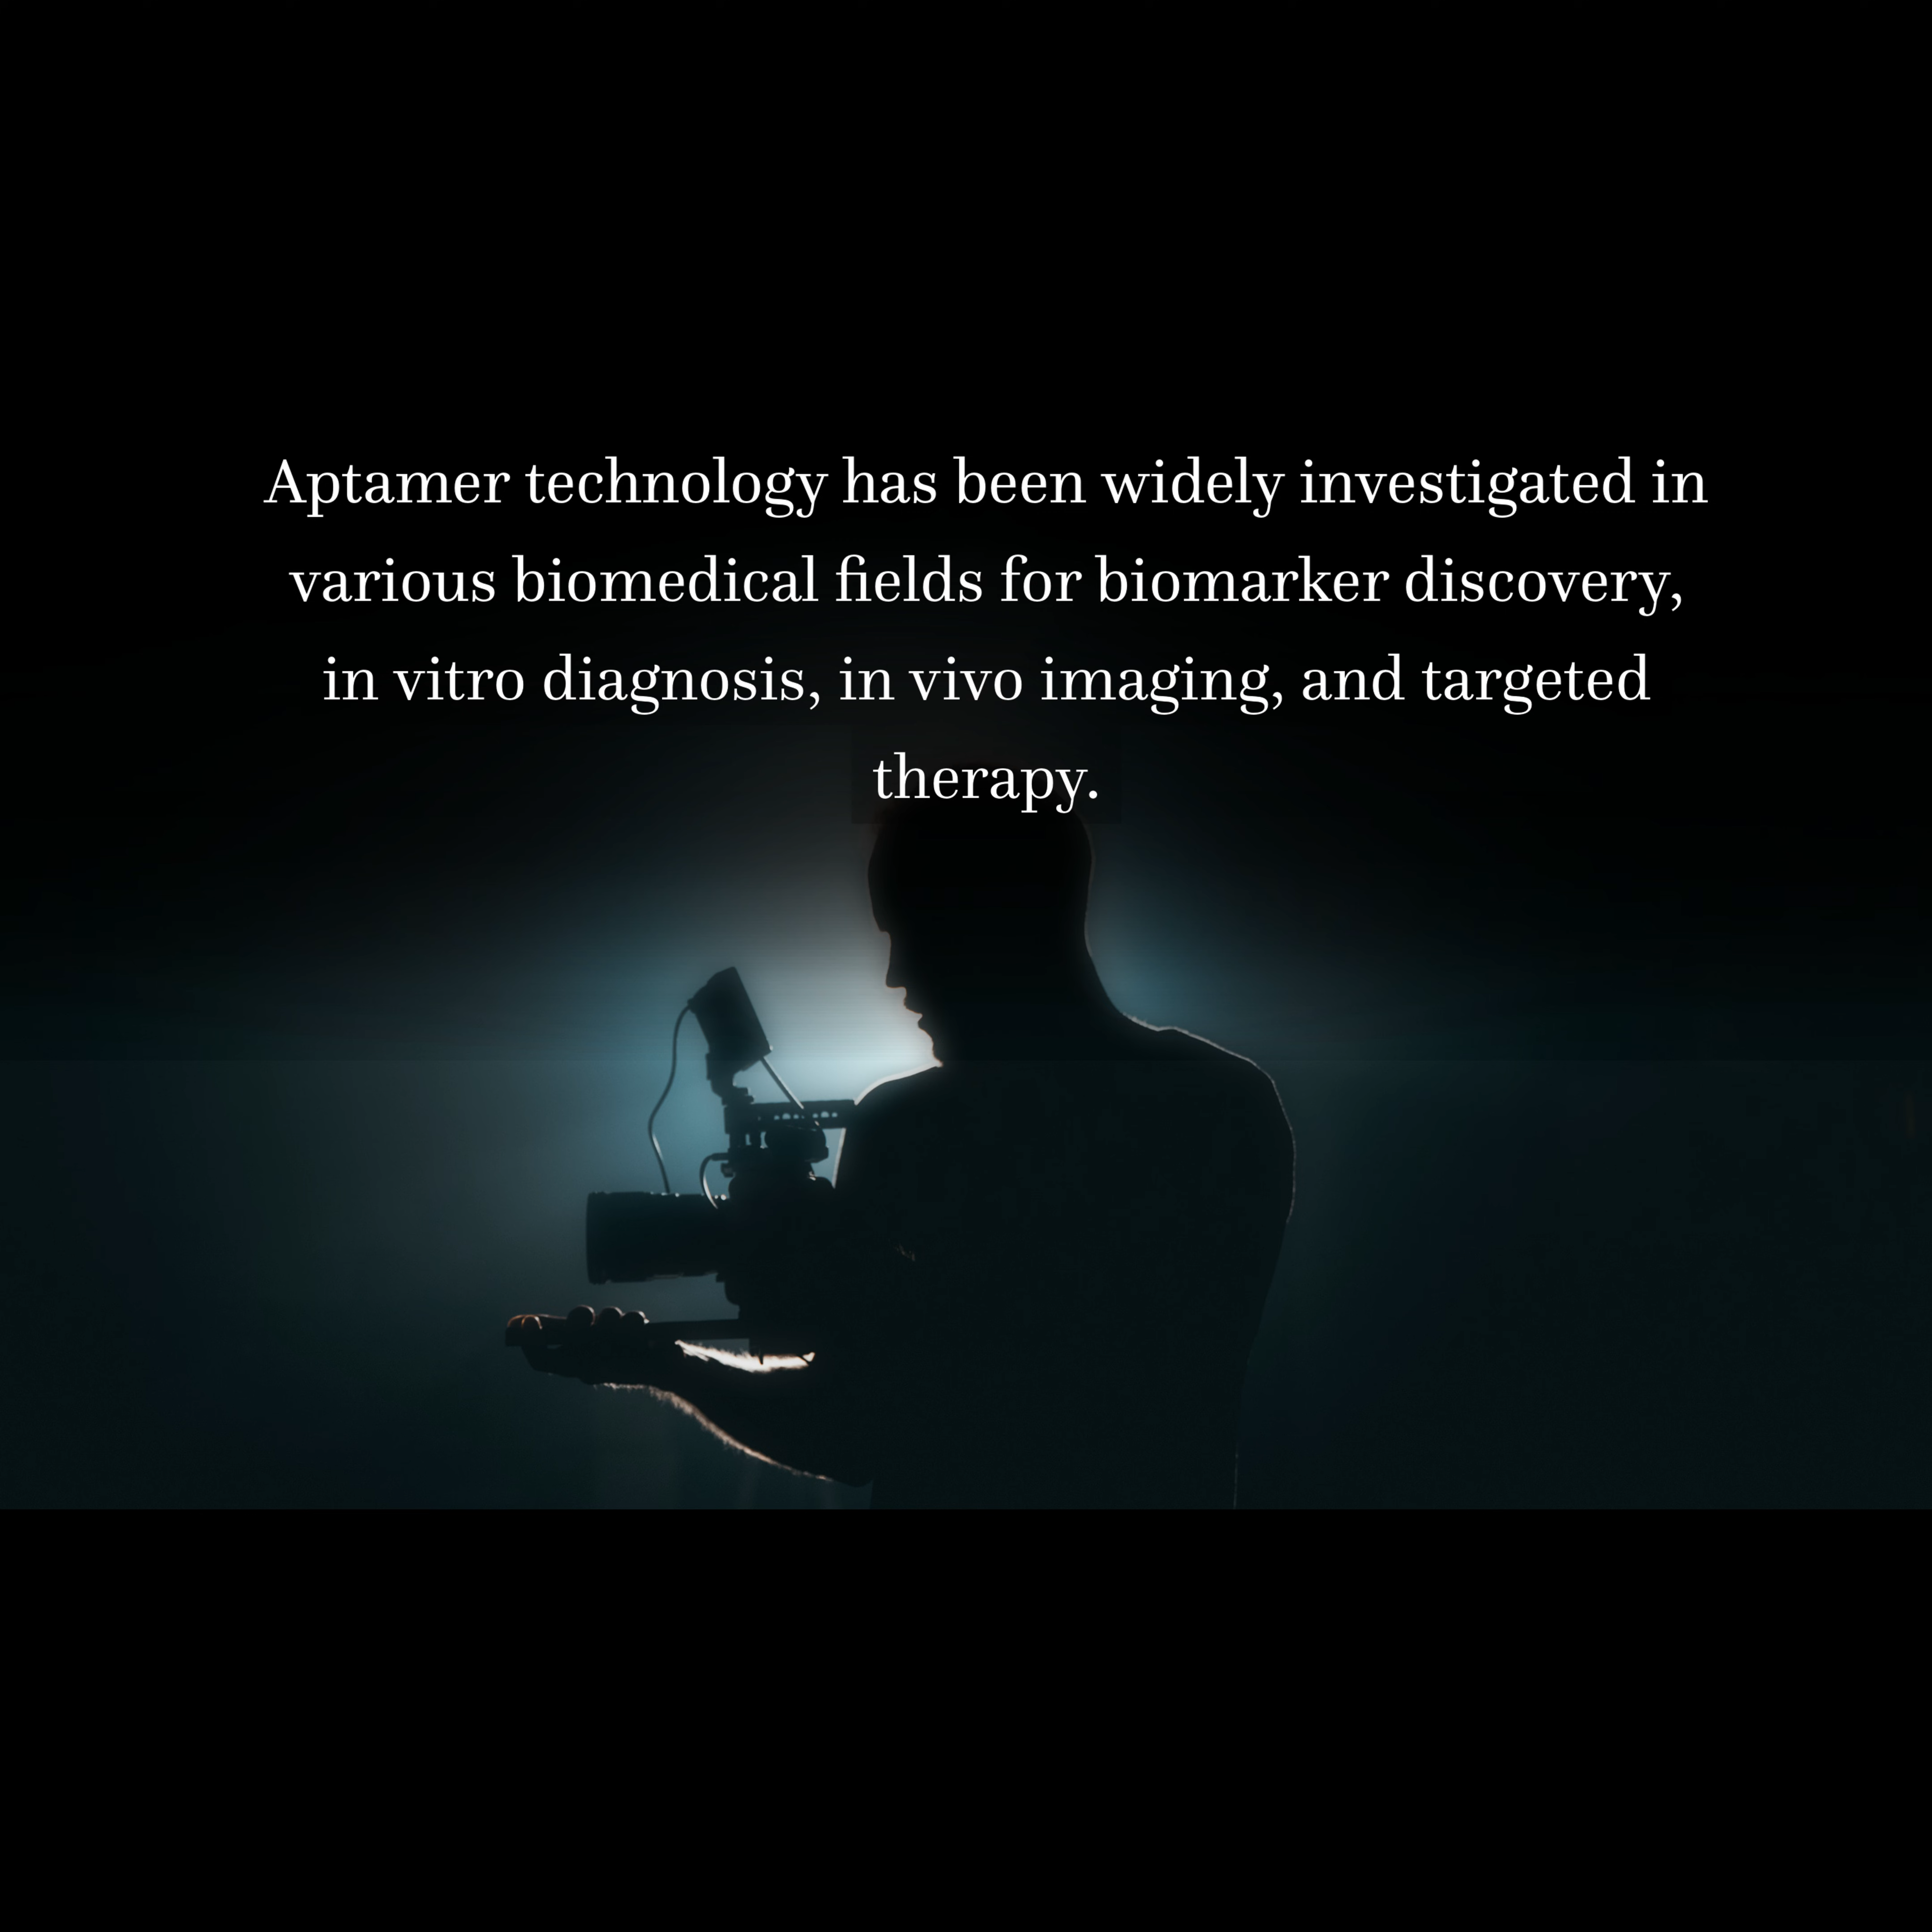 Aptamer technology has been widely investigated in
various biomedical fields for biomarker discovery,
in vitro diagnosis, in vivo imaging, and targeted
therapy.